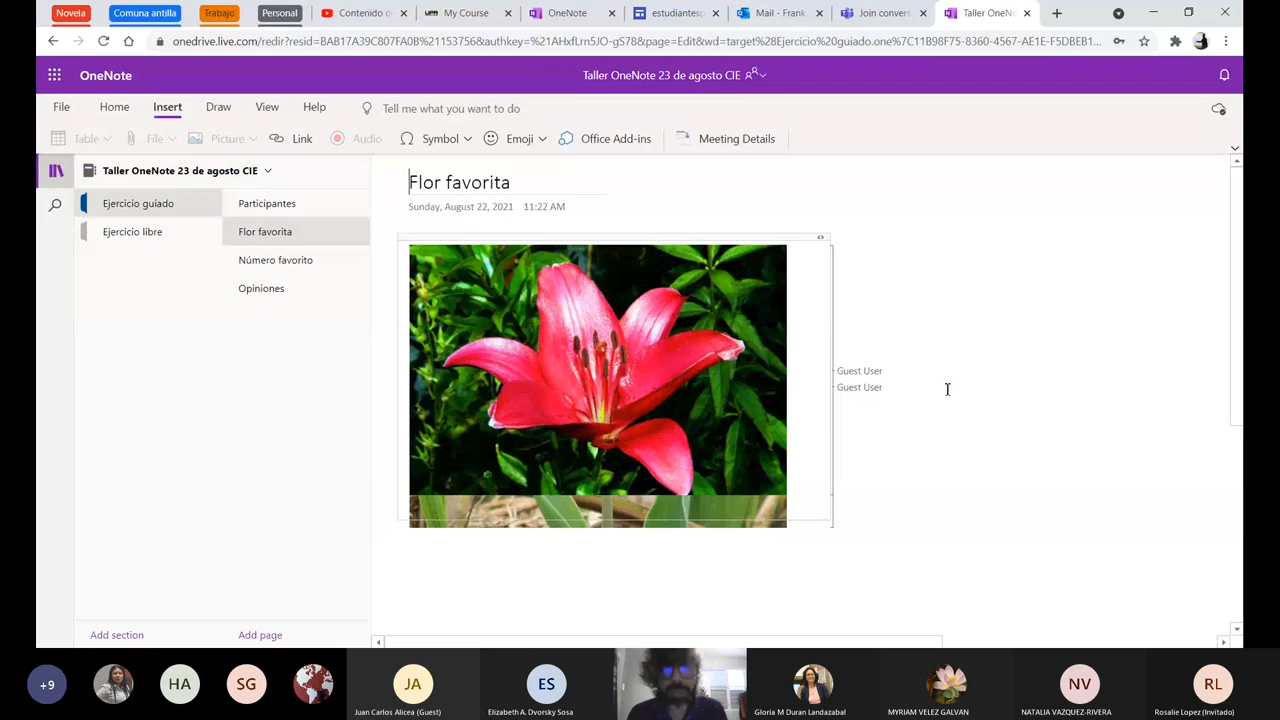 Novela
Comuna antilla
Trabajo
Personal
Contenido d
My Course
OneNote
estudiantesp
Mail - Frank
Join convers
Taller OneNo
onedrive.live.com/redir?resid=BAB17A39C807FA0B%21153756&authkey=%21AHxfLrn5JO-gS78&page=Edit&wd=target%28Ejercicio%20guiado.one%7C11B98F75-8360-4567-AE1E-F5DBEB1...
OneNote
Taller OneNote 23 de agosto CIE
File Home Insert Draw View Help Tell me what you want to do
Table File Picture Link Audio Symbol Emoji Office Add-ins Meeting Details
Taller OneNote 23 de agosto CIE
Ejercicio guiado
Ejercicio libre
Participantes
Flor favorita
Número favorito
Opiniones
Flor favorita
Sunday, August 22, 2021 11:22 AM
Guest User
Guest User
Add section
Add page
+9
HA
SG
JA
ES
NV
RL
Juan Carlos Alicea (Guest)
Elizabeth A. Dvorsky Sosa
Gloria M Duran Landazabal
MYRIAM VELEZ GALVAN
NATALIA VAZQUEZ-RIVERA
Rosalie Lopez (Invitado)